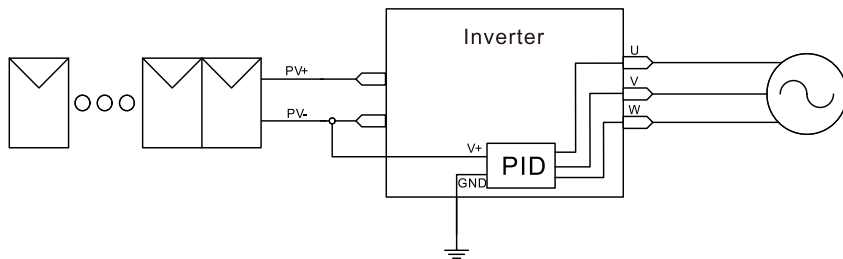 Inverter
U
PV+
V
PV-
W
V+
PID
GND